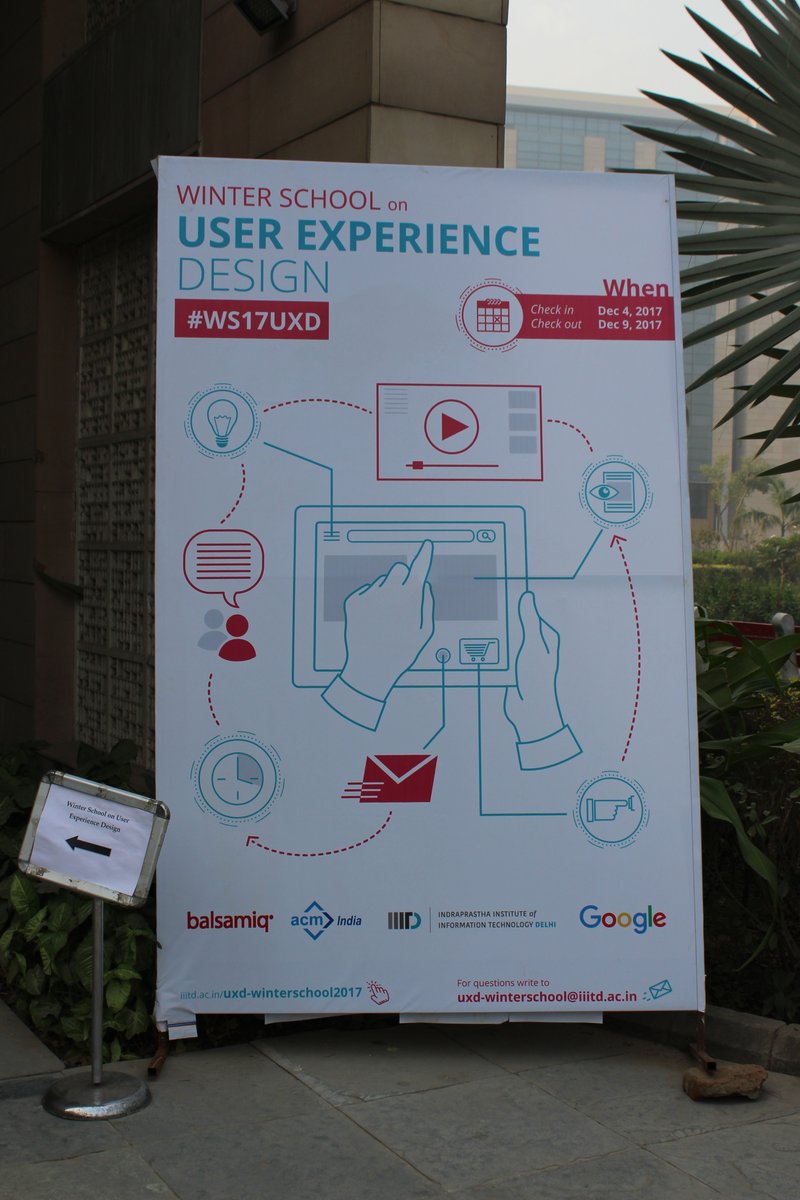 WINTER SCHOOL on
USER EXPERIENCE
DESIGN
#WS17UXD
When
Check in Dec 4, 2017
Check out Dec 9, 2017
Winter School on User
Experience Design
balsamiq
acm India
IIITD
INDRAPRASTHA INSTITUTE of
INFORMATION TECHNOLOGY DELHI
Google
iiitd.ac.in/uxd-winterschool2017
For questions write to
uxd-winterschool@iiitd.ac.in